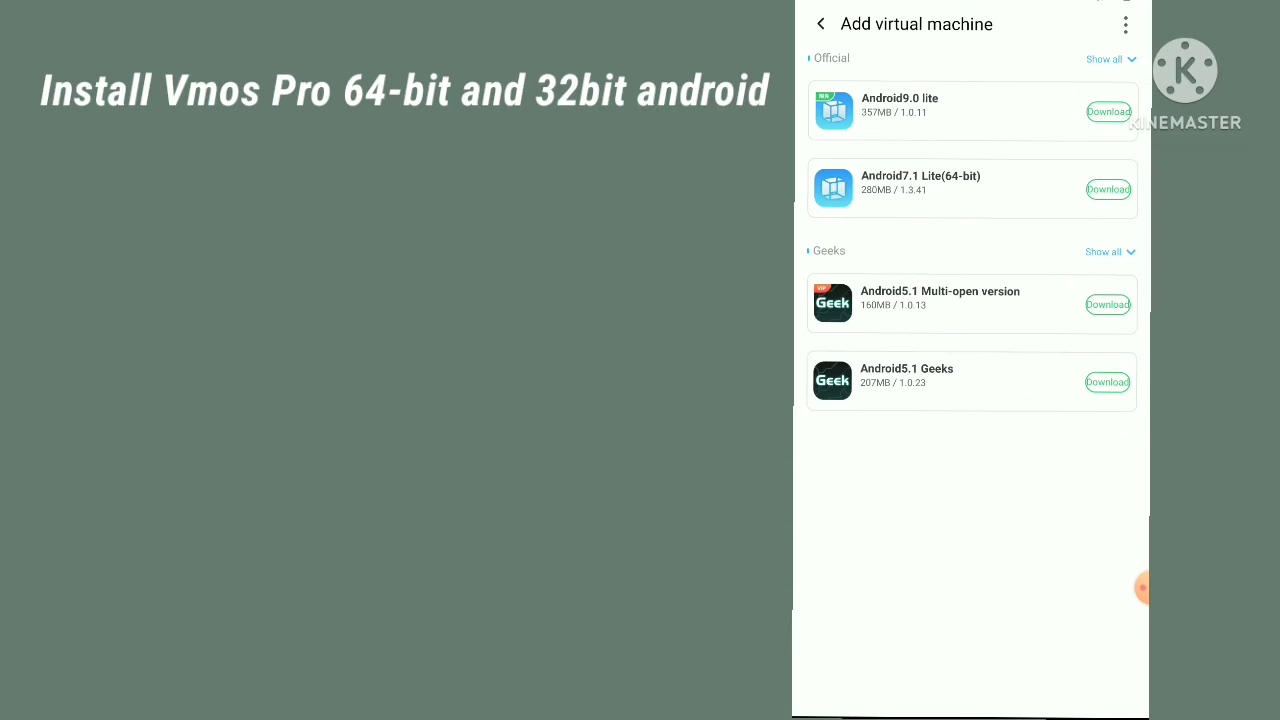 Install Vmos Pro 64-bit and 32bit android
Add virtual machine
Official
Show all
NEW
Android9.0 lite
357MB / 1.0.11
Download
Android7.1 Lite(64-bit)
280MB / 1.3.41
Download
Geeks
Show all
VIP
Geek
Android5.1 Multi-open version
160MB / 1.0.13
Download
Geek
Android5.1 Geeks
207MB / 1.0.23
Download
K
KINEMASTER